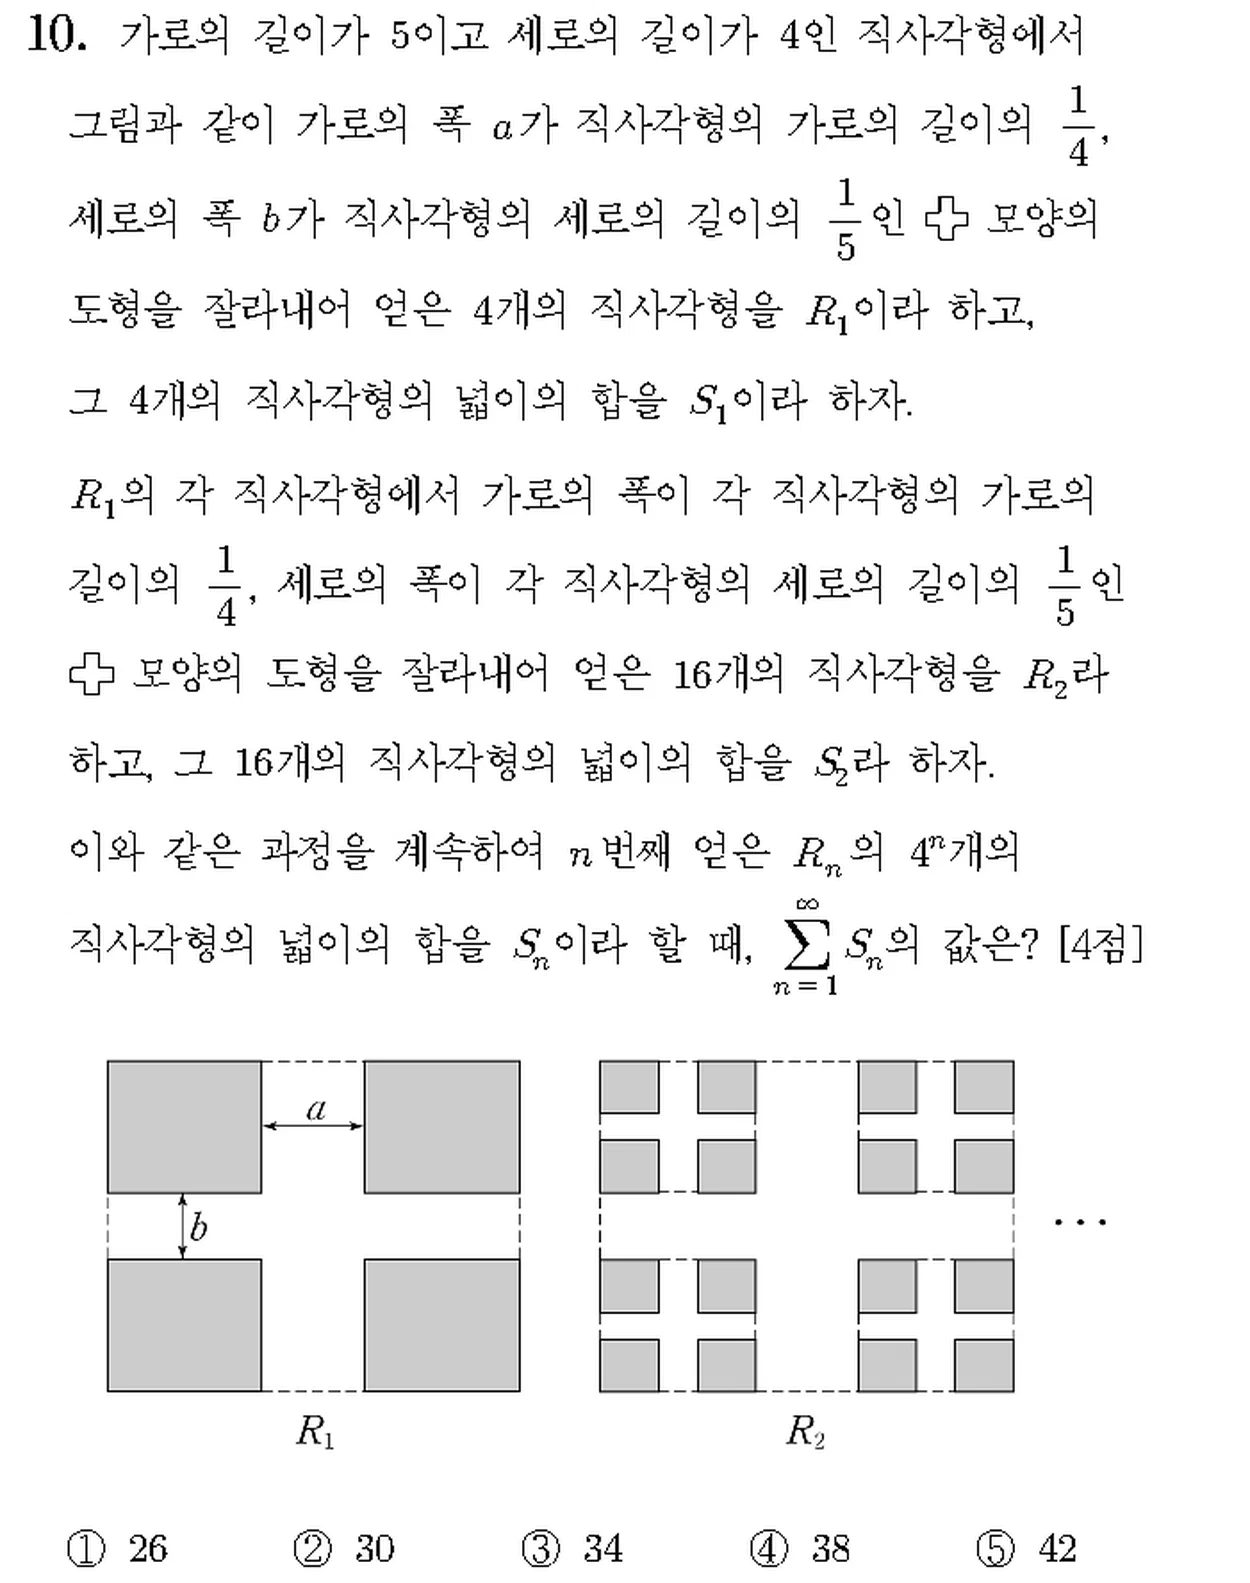 10. 가로의 길이가 5이고 세로의 길이가 4인 직사각형에서
그림과 같이 가로의 폭 a가 직사각형의 가로의 길이의 1/4,
세로의 폭 b가 직사각형의 세로의 길이의 1/5인 ✚ 모양의
도형을 잘라내어 얻은 4개의 직사각형을 R₁이라 하고,
그 4개의 직사각형의 넓이의 합을 S₁이라 하자.
R₁의 각 직사각형에서 가로의 폭이 각 직사각형의 가로의
길이의 1/4, 세로의 폭이 각 직사각형의 세로의 길이의 1/5인
✚ 모양의 도형을 잘라내어 얻은 16개의 직사각형을 R₂라
하고, 그 16개의 직사각형의 넓이의 합을 S₂라 하자.
이와 같은 과정을 계속하여 n번째 얻은 Rₙ의 4ⁿ개의
직사각형의 넓이의 합을 Sₙ이라 할 때, ∑_{n=1}^{∞} Sₙ의 값은? [4점]
a
b
...
R₁ R₂
① 26 ② 30 ③ 34 ④ 38 ⑤ 42